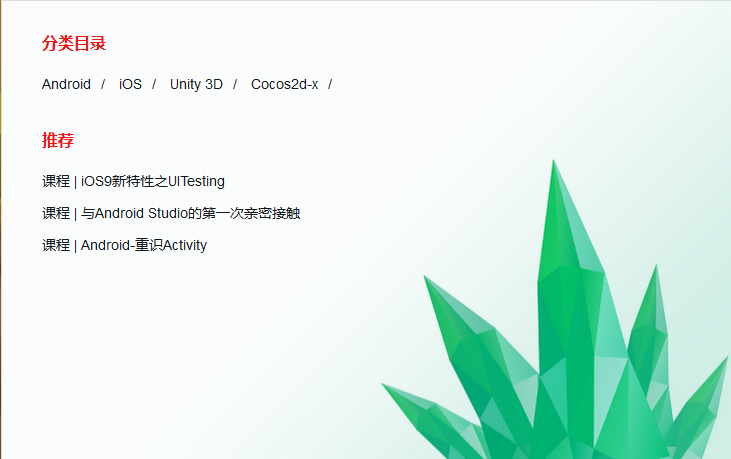 分类目录
Android / iOS / Unity 3D / Cocos2d-x /
推荐
课程 | iOS9新特性之UITesting
课程 | 与Android Studio的第一次亲密接触
课程 | Android-重识Activity